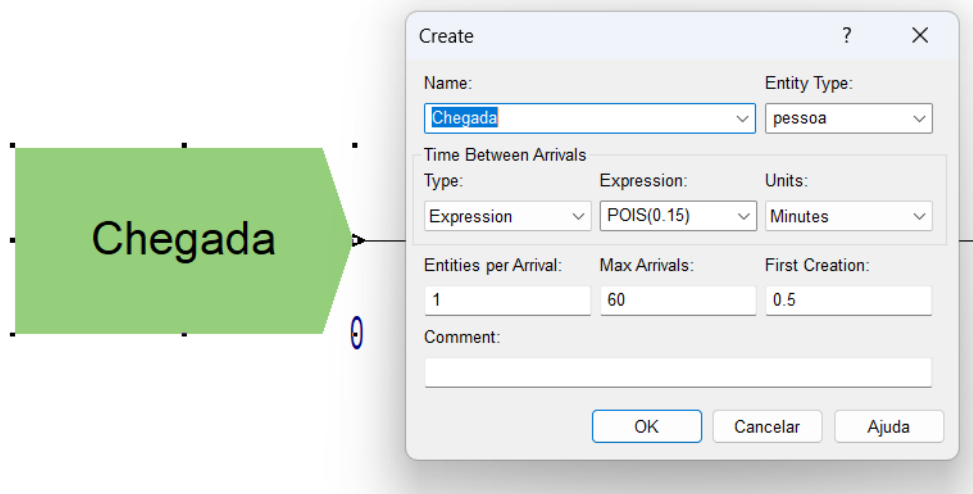 Create ?
Name: Entity Type:
Chegada pessoa
Time Between Arrivals
Type: Expression: Units:
Expression POIS(0.15) Minutes
Chegada
Entities per Arrival: Max Arrivals: First Creation:
1 60 0.5
0
Comment:
OK Cancelar Ajuda